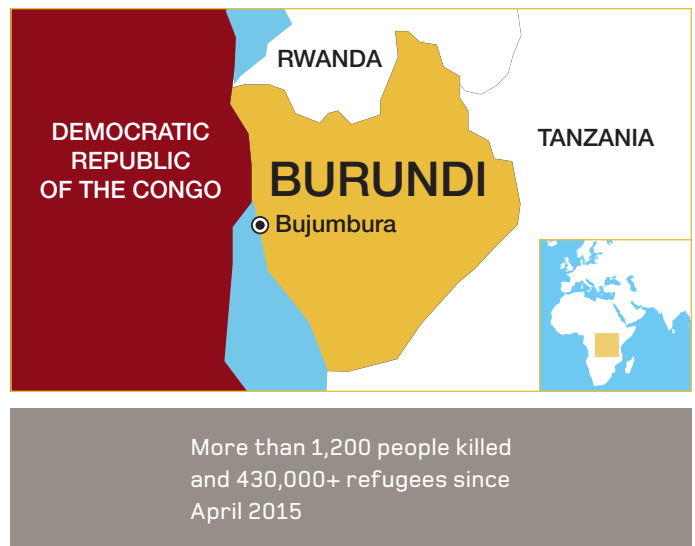 RWANDA
DEMOCRATIC
REPUBLIC
OF THE CONGO
TANZANIA
BURUNDI
Bujumbura
More than 1,200 people killed
and 430,000+ refugees since
April 2015